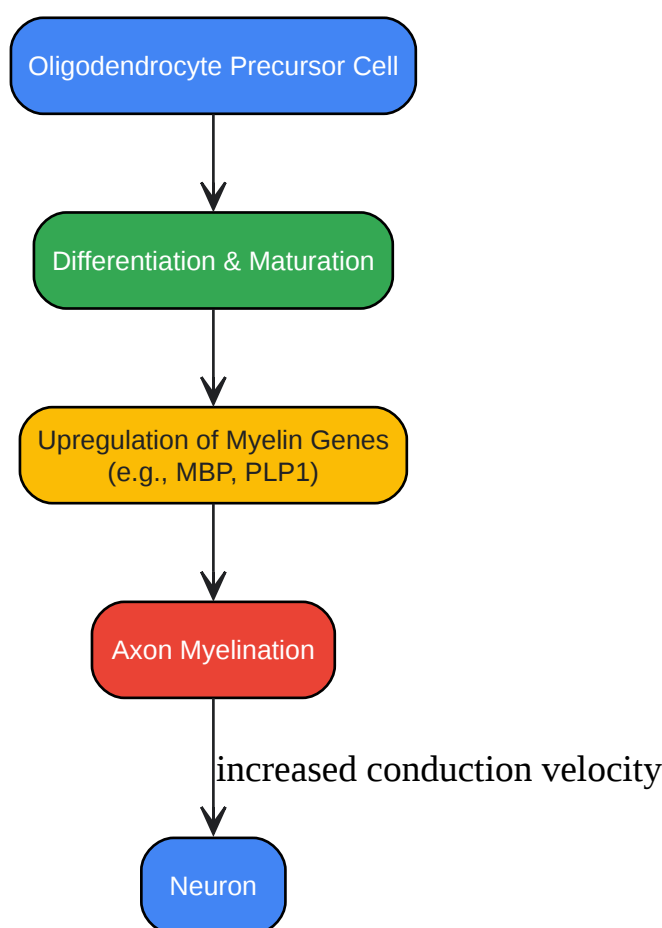 Oligodendrocyte Precursor Cell
Differentiation & Maturation
Upregulation of Myelin Genes
(e.g., MBP, PLP1)
Axon Myelination
increased conduction velocity
Neuron